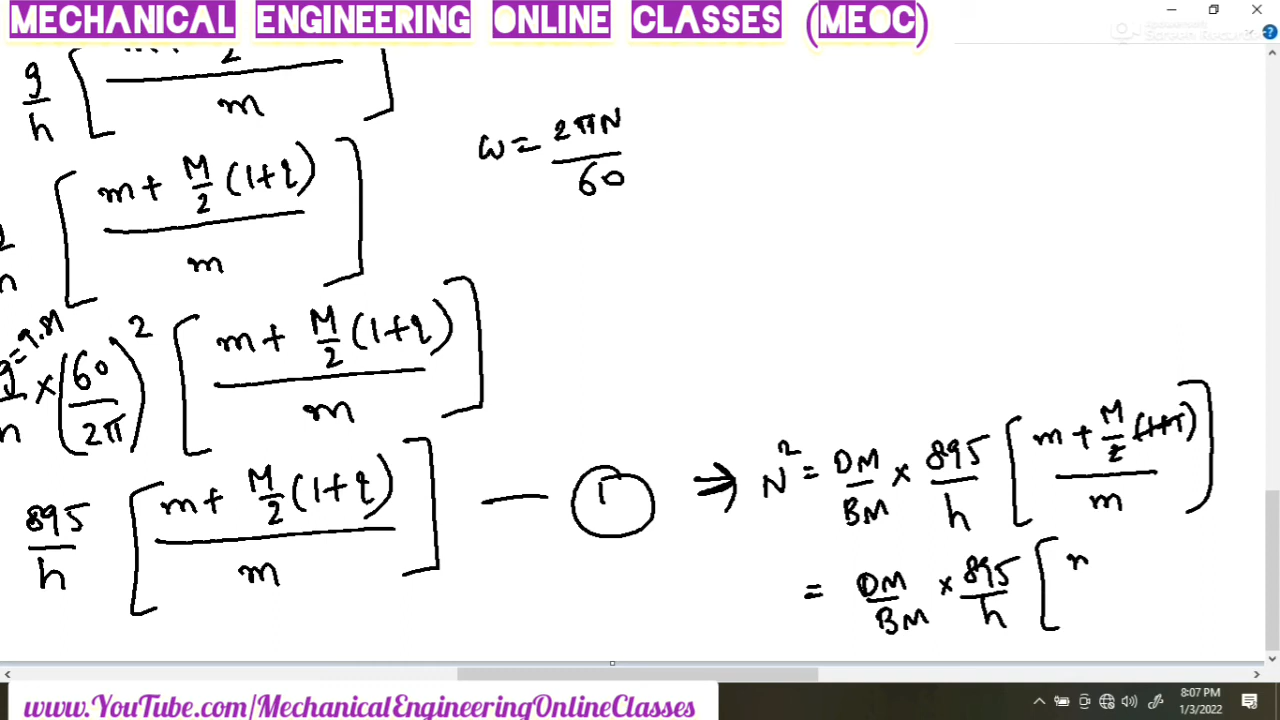 MECHANICAL ENGINEERING ONLINE CLASSES (MEOC)
g/h [ / m ]
ω = 2πN/60
[ (m + M/2 (1+q)) / m ]
g = 9.81
× (60/2π)² [ (m + M/2 (1+q)) / m ]
895/h [ (m + M/2 (1+q)) / m ] — 1 ⇒ N² = DM/BM × 895/h [ (m + M/2 (1+1)) / m ]
= DM/BM × 895/h [
www.YouTube.com/MechanicalEngineeringOnlineClasses
8:07 PM
1/3/2022